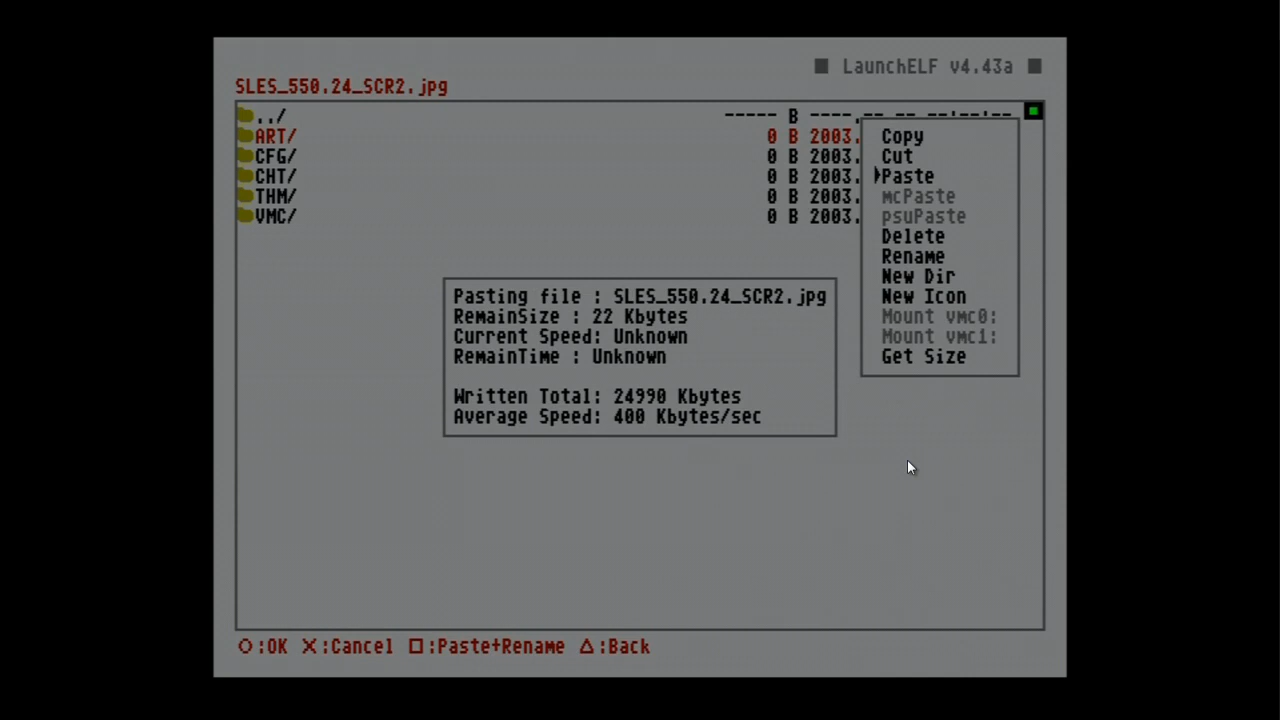 LaunchELF v4.43a
SLES_550.24_SCR2.jpg
../ ----- B ----.-- -- --:--:--
ART/ 0 B 2003.
CFG/ 0 B 2003.
CHT/ 0 B 2003.
THM/ 0 B 2003.
VMC/ 0 B 2003.
Copy
Cut
Paste
mcPaste
psuPaste
Delete
Rename
New Dir
New Icon
Mount vmc0:
Mount vmc1:
Get Size
Pasting file : SLES_550.24_SCR2.jpg
RemainSize : 22 Kbytes
Current Speed: Unknown
RemainTime : Unknown
Written Total: 24990 Kbytes
Average Speed: 400 Kbytes/sec
○:OK ✕:Cancel □:Paste+Rename △:Back